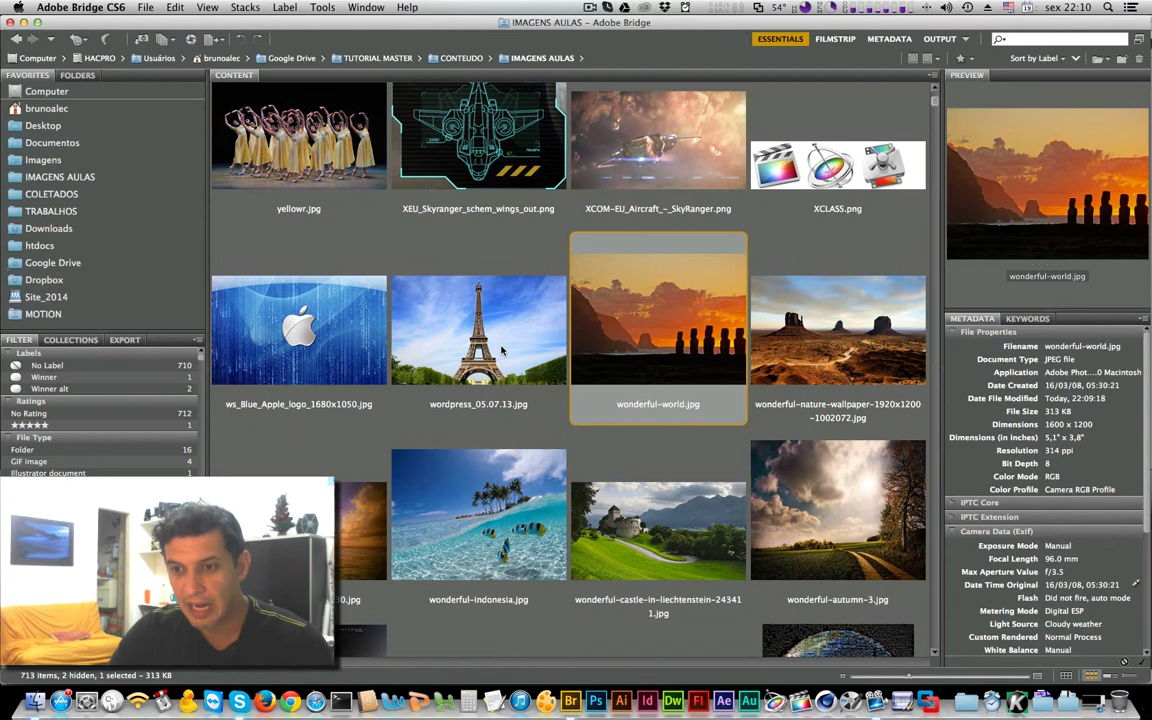 Adobe Bridge CS6 File Edit View Stacks Label Tools Window Help 54° sex 22:10
IMAGENS AULAS – Adobe Bridge
ESSENTIALS FILMSTRIP METADATA OUTPUT
Computer HACPRO Usuários brunoalec Google Drive TUTORIAL MASTER CONTEUDO IMAGENS AULAS Sort by Label
FAVORITES FOLDERS
Computer
brunoalec
Desktop
Documentos
Imagens
IMAGENS AULAS
COLETADOS
TRABALHOS
Downloads
htdocs
Google Drive
Dropbox
Site_2014
MOTION
FILTER COLLECTIONS EXPORT
Labels
No Label 710
Winner 1
Winner alt 2
Ratings
No Rating 712
★★★★★ 1
File Type
Folder 16
GIF image 4
Illustrator document
CONTENT
yellowr.jpg
XEU_Skyranger_schem_wings_out.png
XCOM-EU_Aircraft_-_SkyRanger.png
XCLASS.png
ws_Blue_Apple_logo_1680x1050.jpg
wordpress_05.07.13.jpg
wonderful-world.jpg
wonderful-nature-wallpaper-1920x1200
-1002072.jpg
30.jpg
wonderful-indonesia.jpg
wonderful-castle-in-liechtenstein-24341
1.jpg
wonderful-autumn-3.jpg
PREVIEW
wonderful-world.jpg
METADATA KEYWORDS
File Properties
Filename wonderful-world.jpg
Document Type JPEG file
Application Adobe Phot....0 Macintosh
Date Created 16/03/08, 05:30:21
Date File Modified Today, 22:09:18
File Size 313 KB
Dimensions 1600 x 1200
Dimensions (in inches) 5,1" x 3,8"
Resolution 314 ppi
Bit Depth 8
Color Mode RGB
Color Profile Camera RGB Profile
IPTC Core
IPTC Extension
Camera Data (Exif)
Exposure Mode Manual
Focal Length 96.0 mm
Max Aperture Value f/3.5
Date Time Original 16/03/08, 05:30:21
Flash Did not fire, auto mode
Metering Mode Digital ESP
Light Source Cloudy weather
Custom Rendered Normal Process
White Balance Manual
713 items, 2 hidden, 1 selected – 313 KB
Br Ps Ai Id Dw Fl Ae Au